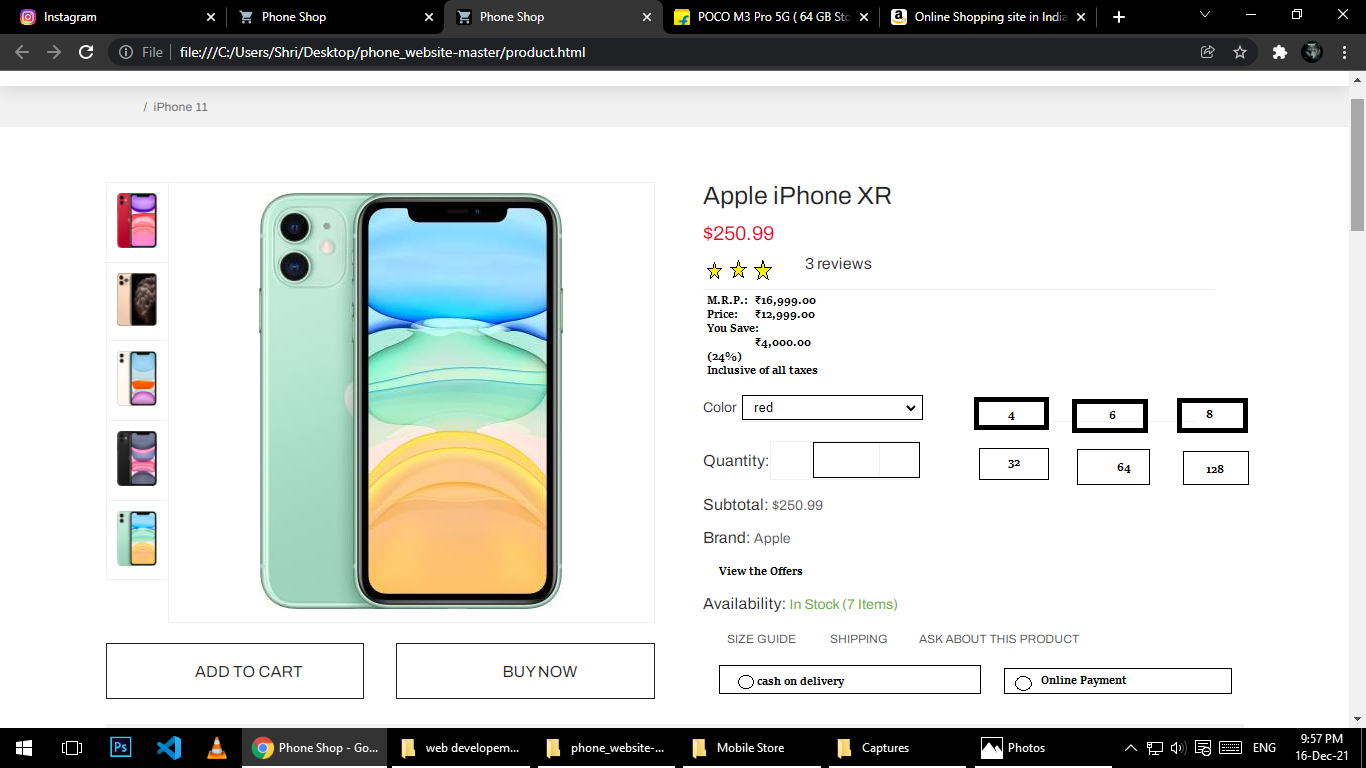 Instagram
Phone Shop
Phone Shop
POCO M3 Pro 5G ( 64 GB Sto
Online Shopping site in India
File
file:///C:/Users/Shri/Desktop/phone_website-master/product.html
/ iPhone 11
Apple iPhone XR
$250.99
3 reviews
M.R.P.: ₹16,999.00
Price: ₹12,999.00
You Save:
₹4,000.00
(24%)
Inclusive of all taxes
Color red
4 6 8
Quantity:
32 64 128
Subtotal: $250.99
Brand: Apple
View the Offers
Availability: In Stock (7 Items)
SIZE GUIDE SHIPPING ASK ABOUT THIS PRODUCT
ADD TO CART BUY NOW
cash on delivery Online Payment
Ps
Phone Shop - Go...
web developem...
phone_website-...
Mobile Store
Captures
Photos
ENG
9:57 PM
16-Dec-21